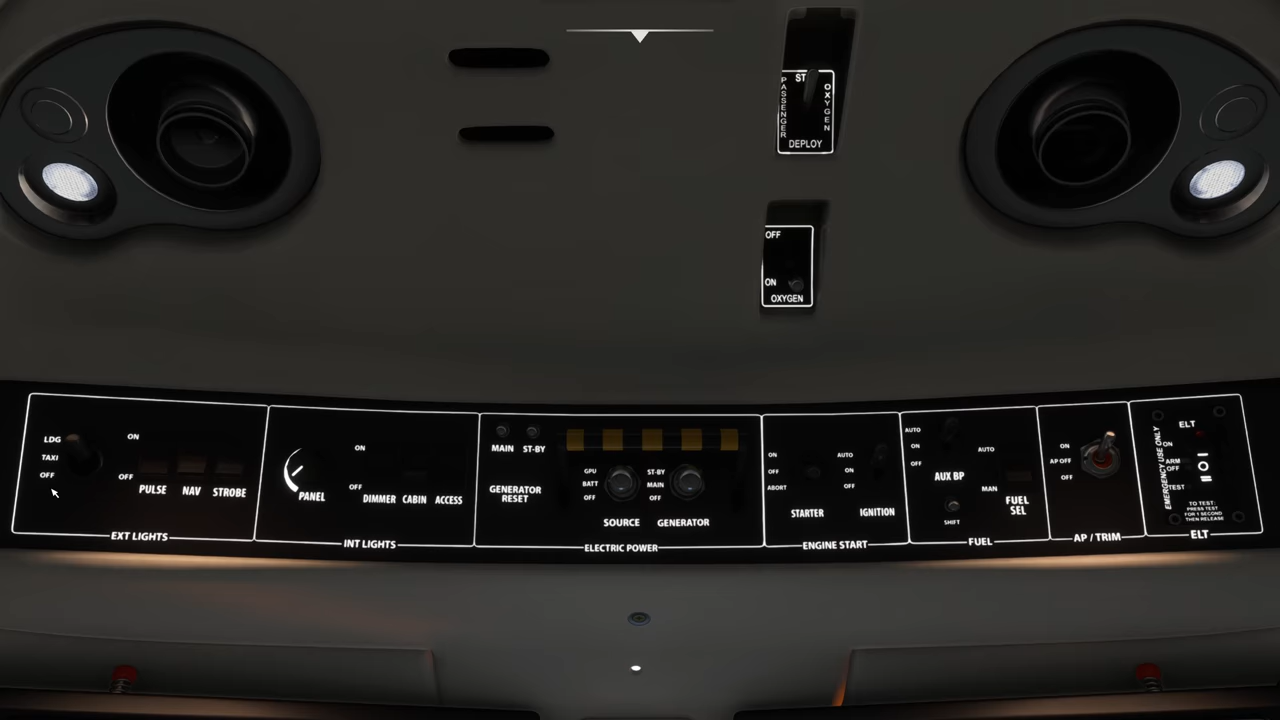 ST
PASSENGER
OXYGEN
DEPLOY
OFF
ON
OXYGEN
LDG
TAXI
OFF
ON
OFF
PULSE NAV STROBE
EXT LIGHTS
PANEL
ON
OFF
DIMMER CABIN ACCESS
INT LIGHTS
MAIN ST-BY
GENERATOR
RESET
GPU
BATT
OFF
ST-BY
MAIN
OFF
SOURCE GENERATOR
ELECTRIC POWER
ON
OFF
ABORT
STARTER
AUTO
ON
OFF
IGNITION
ENGINE START
AUTO
ON
OFF
AUX BP
SHIFT
AUTO
MAN
FUEL
SEL
FUEL
ON
AP OFF
OFF
AP / TRIM
EMERGENCY USE ONLY
ELT
ON
ARM
OFF
TEST
TO TEST:
PRESS TEST
FOR 1 SECOND
THEN RELEASE
ELT